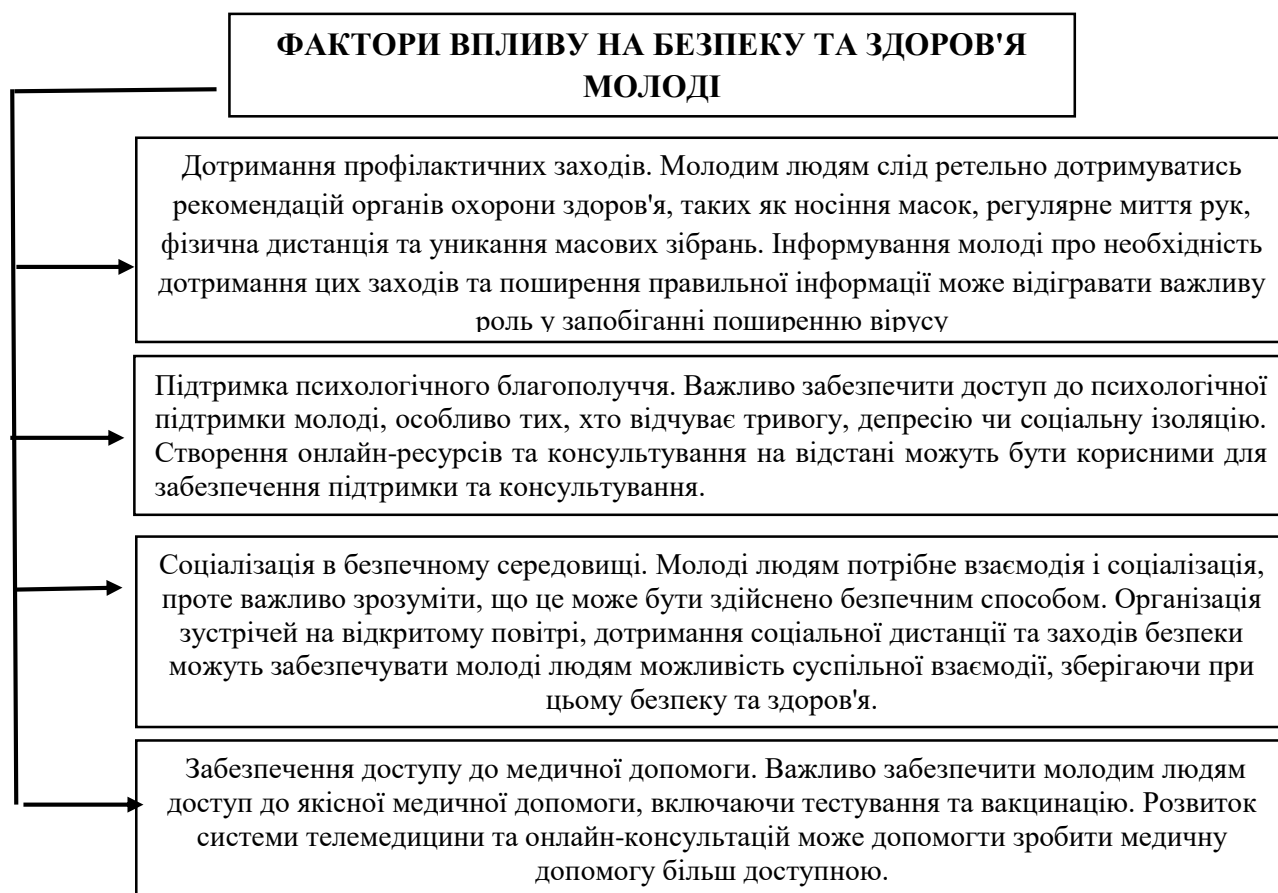 ФАКТОРИ ВПЛИВУ НА БЕЗПЕКУ ТА ЗДОРОВ'Я
МОЛОДІ
Дотримання профілактичних заходів. Молодим людям слід ретельно дотримуватись
рекомендацій органів охорони здоров'я, таких як носіння масок, регулярне миття рук,
фізична дистанція та уникання масових зібрань. Інформування молоді про необхідність
дотримання цих заходів та поширення правильної інформації може відігравати важливу
роль у запобіганні поширенню вірусу
Підтримка психологічного благополуччя. Важливо забезпечити доступ до психологічної
підтримки молоді, особливо тих, хто відчуває тривогу, депресію чи соціальну ізоляцію.
Створення онлайн-ресурсів та консультування на відстані можуть бути корисними для
забезпечення підтримки та консультування.
Соціалізація в безпечному середовищі. Молоді людям потрібне взаємодія і соціалізація,
проте важливо зрозуміти, що це може бути здійснено безпечним способом. Організація
зустрічей на відкритому повітрі, дотримання соціальної дистанції та заходів безпеки
можуть забезпечувати молоді людям можливість суспільної взаємодії, зберігаючи при
цьому безпеку та здоров'я.
Забезпечення доступу до медичної допомоги. Важливо забезпечити молодим людям
доступ до якісної медичної допомоги, включаючи тестування та вакцинацію. Розвиток
системи телемедицини та онлайн-консультацій може допомогти зробити медичну
допомогу більш доступною.